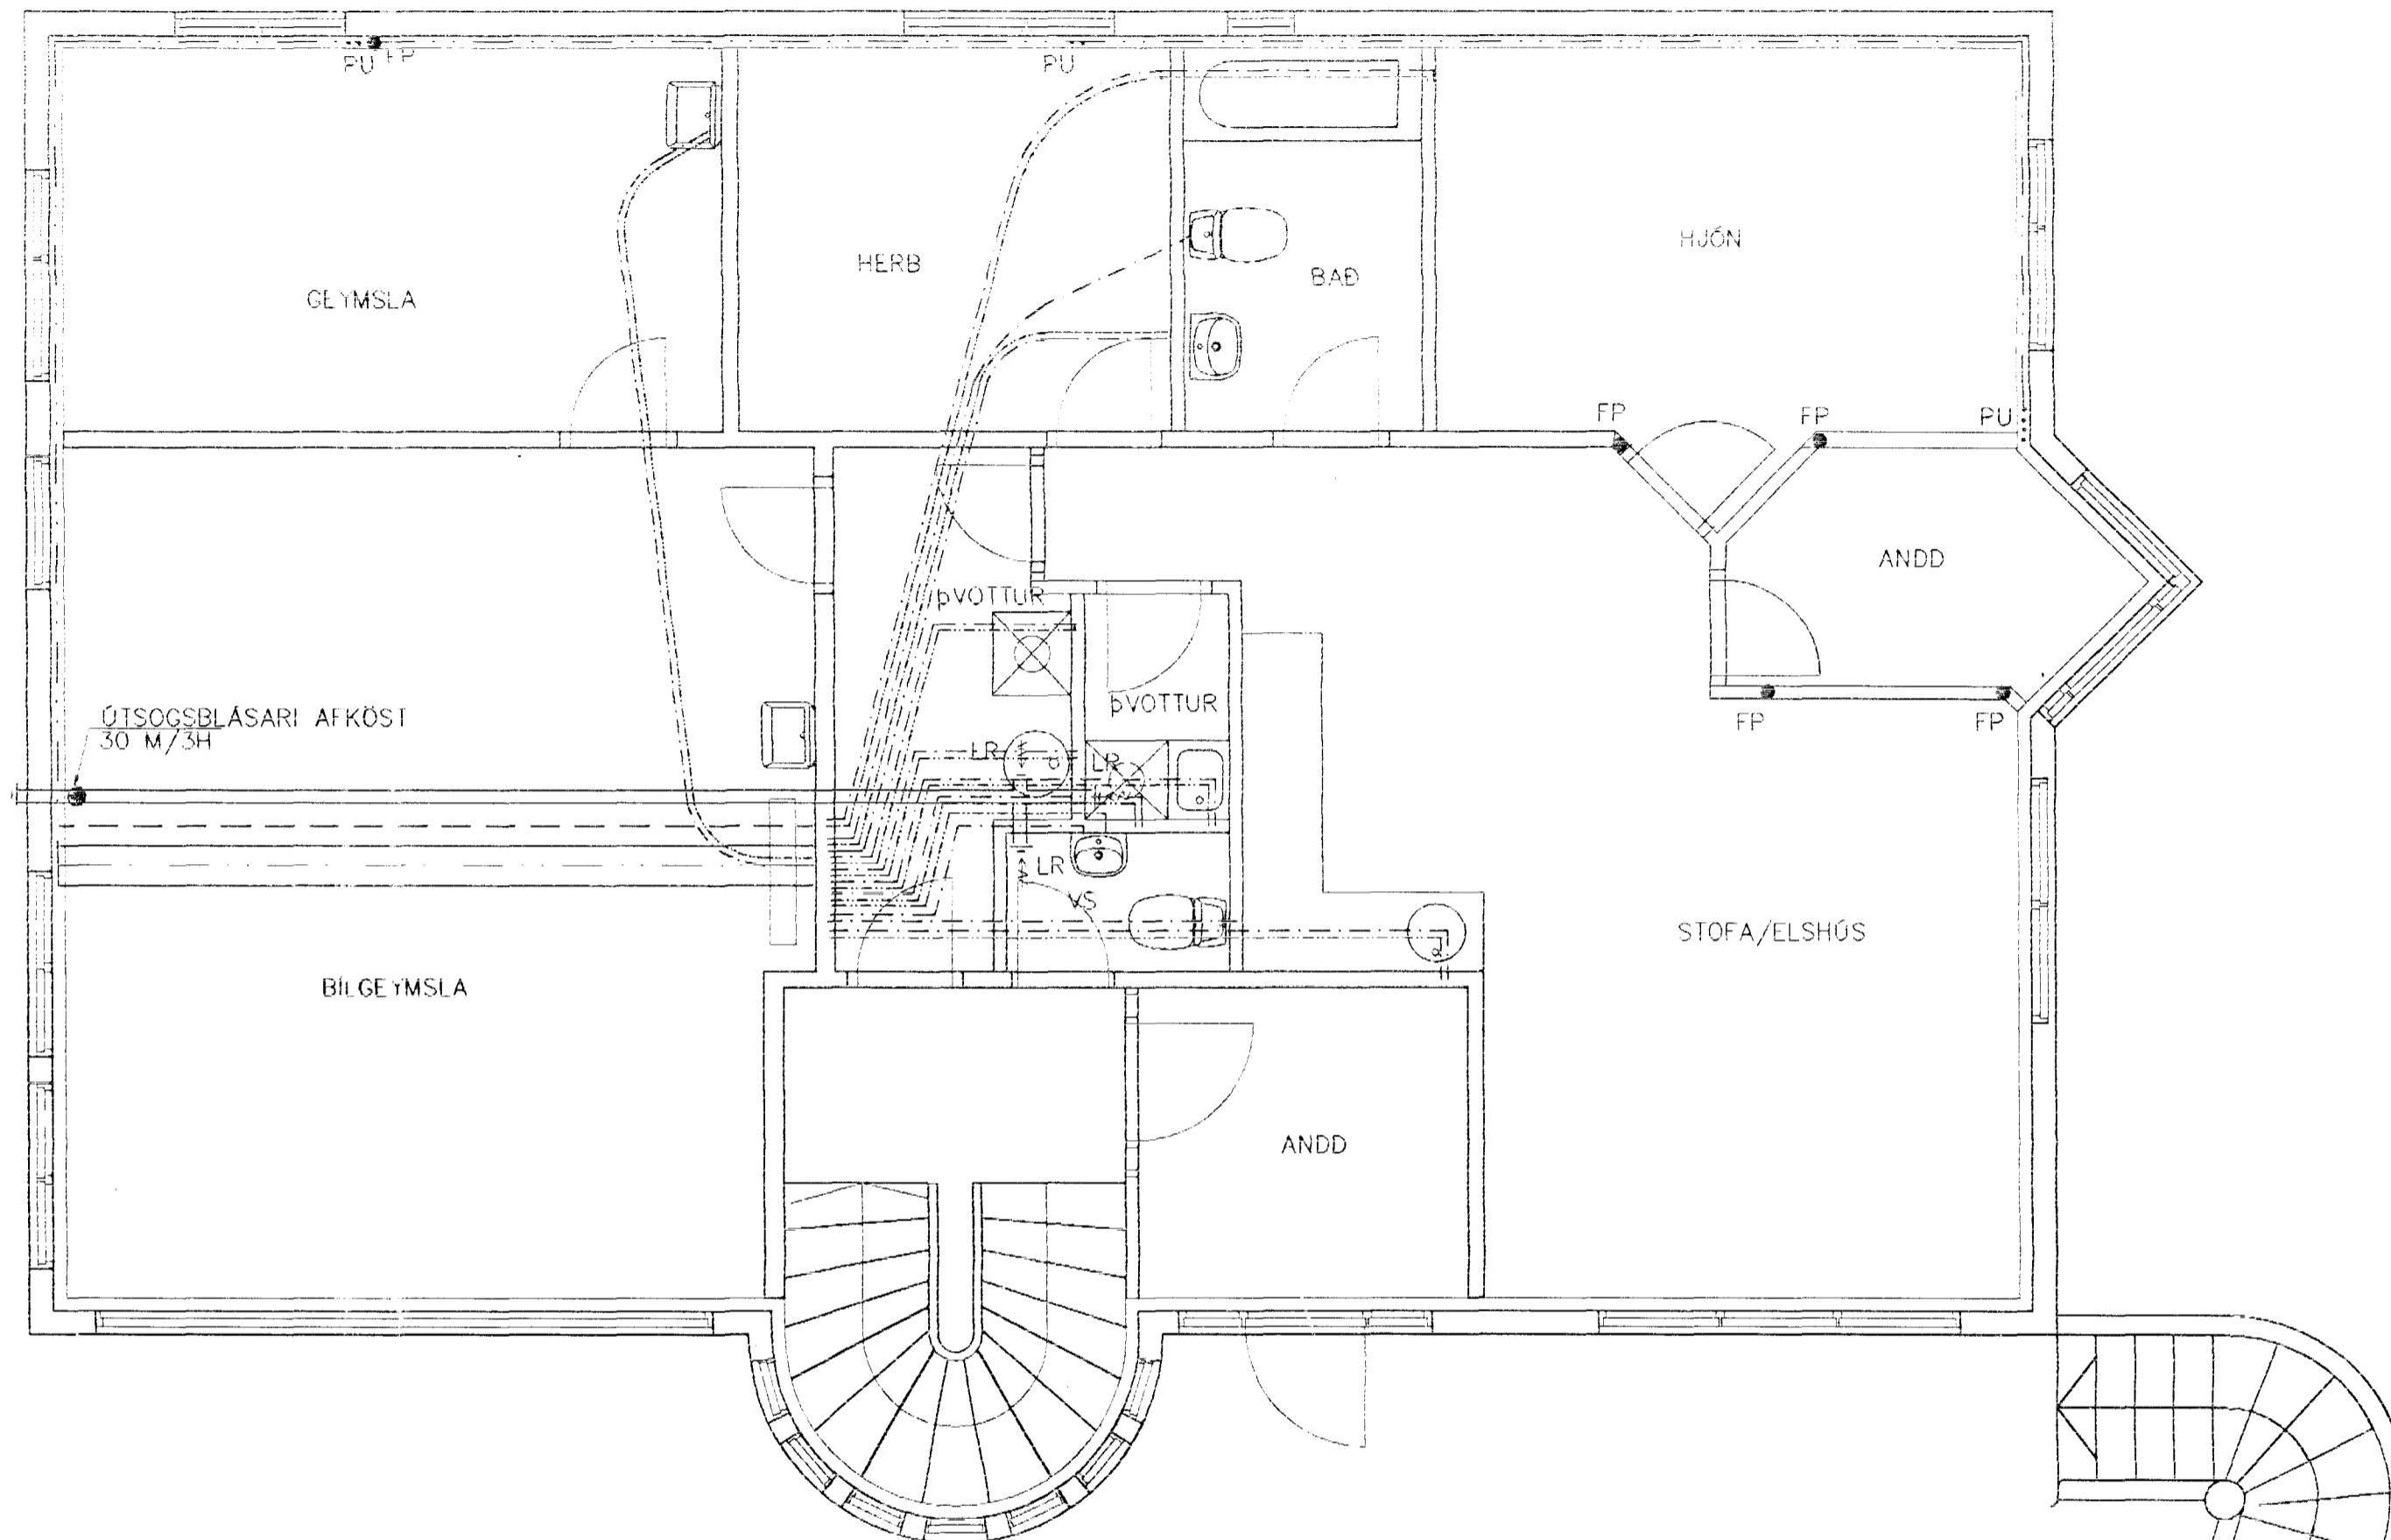 PU FP
PU
HJÓN
HERB
BAÐ
GEYMSLA
FP
FP
PU
ANDD
ÞVOTTUR
ÞVOTTUR
ÚTSOGSBLÁSARI AFKÖST
30 M/3H
FP
FP
LR
LR
LR
VS
STOFA/ELSHÚS
BÍLGEYMSLA
ANDD